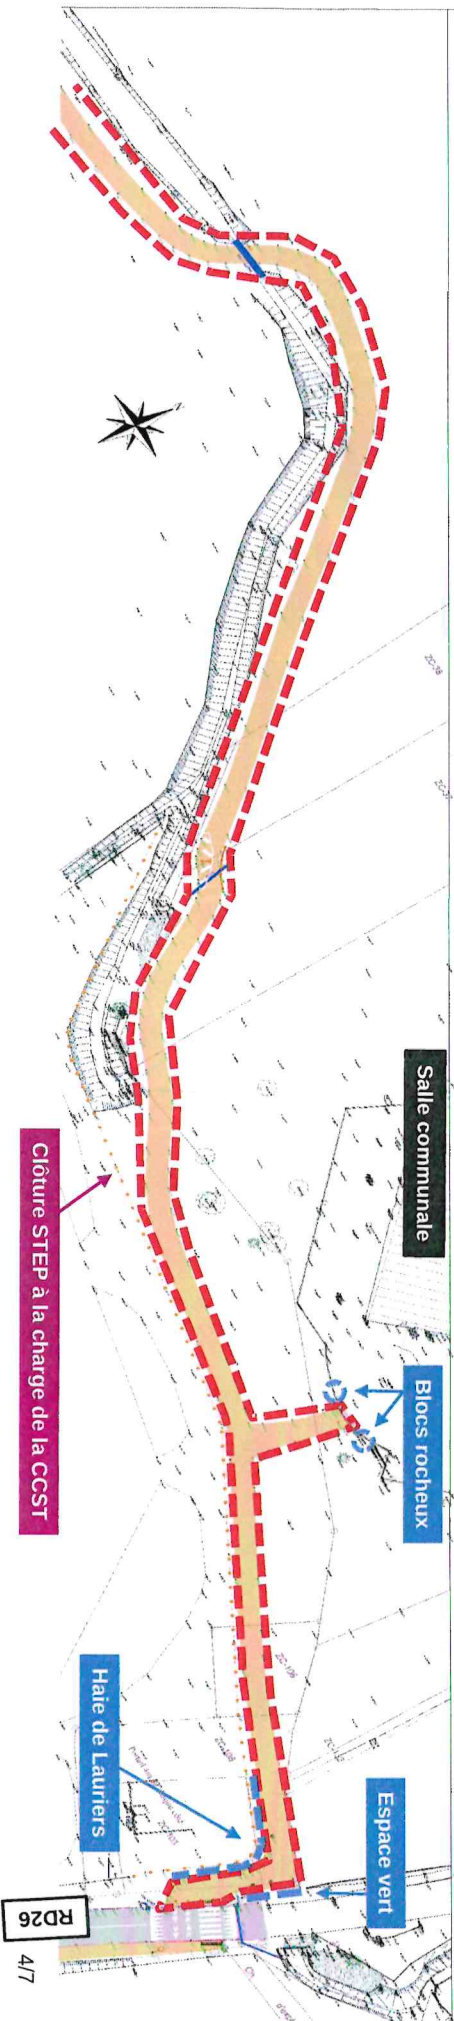 Salle communale
Blocs rocheux
Espace vert
Clôture STEP à la charge de la CCST
Haie de Lauriers
RD26
4/7